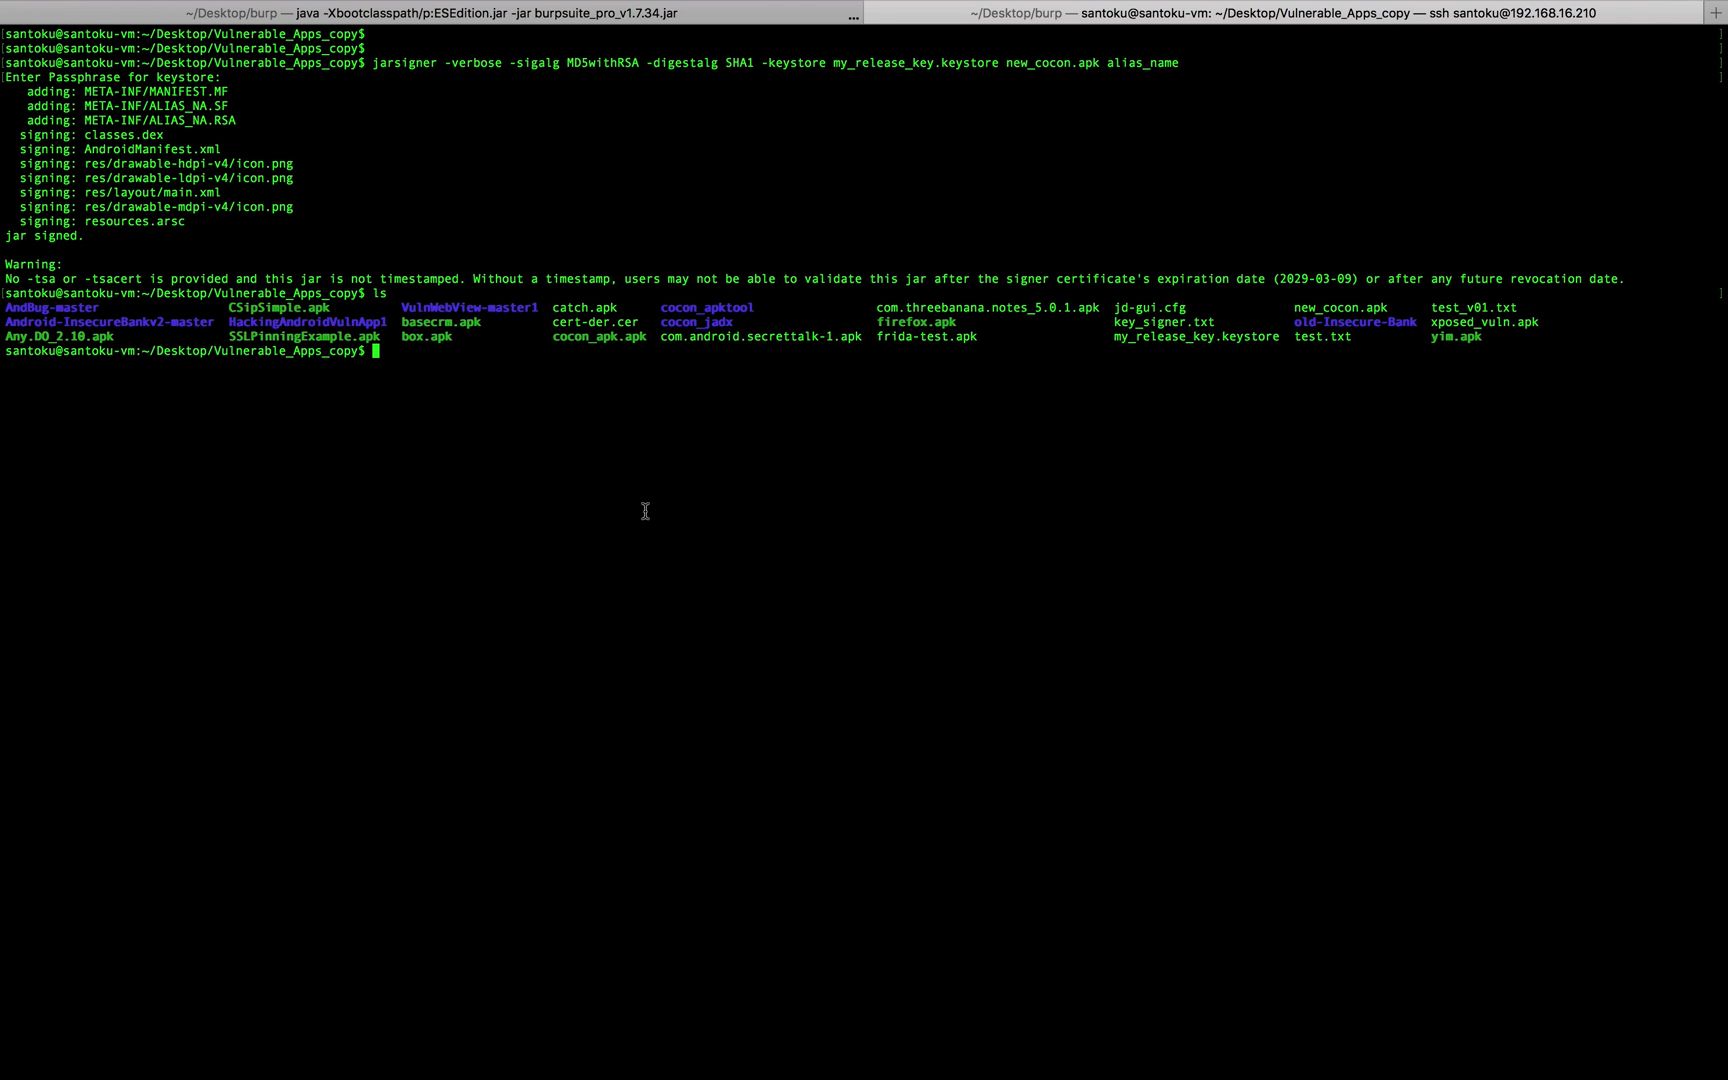 ~/Desktop/burp — java -Xbootclasspath/p:ESEdition.jar -jar burpsuite_pro_v1.7.34.jar ... ~/Desktop/burp — santoku@santoku-vm: ~/Desktop/Vulnerable_Apps_copy — ssh santoku@192.168.16.210 +
[santoku@santoku-vm:~/Desktop/Vulnerable_Apps_copy$ ]
[santoku@santoku-vm:~/Desktop/Vulnerable_Apps_copy$ ]
[santoku@santoku-vm:~/Desktop/Vulnerable_Apps_copy$ jarsigner -verbose -sigalg MD5withRSA -digestalg SHA1 -keystore my_release_key.keystore new_cocon.apk alias_name ]
[Enter Passphrase for keystore: ]
adding: META-INF/MANIFEST.MF
adding: META-INF/ALIAS_NA.SF
adding: META-INF/ALIAS_NA.RSA
signing: classes.dex
signing: AndroidManifest.xml
signing: res/drawable-hdpi-v4/icon.png
signing: res/drawable-ldpi-v4/icon.png
signing: res/layout/main.xml
signing: res/drawable-mdpi-v4/icon.png
signing: resources.arsc
jar signed.
Warning:
No -tsa or -tsacert is provided and this jar is not timestamped. Without a timestamp, users may not be able to validate this jar after the signer certificate's expiration date (2029-03-09) or after any future revocation date.
[santoku@santoku-vm:~/Desktop/Vulnerable_Apps_copy$ ls ]
AndBug-master CSipSimple.apk VulnWebView-master1 catch.apk cocon_apktool com.threebanana.notes_5.0.1.apk jd-gui.cfg new_cocon.apk test_v01.txt
Android-InsecureBankv2-master HackingAndroidVulnApp1 basecrm.apk cert-der.cer cocon_jadx firefox.apk key_signer.txt old-Insecure-Bank xposed_vuln.apk
Any.DO_2.10.apk SSLPinningExample.apk box.apk cocon_apk.apk com.android.secrettalk-1.apk frida-test.apk my_release_key.keystore test.txt yim.apk
santoku@santoku-vm:~/Desktop/Vulnerable_Apps_copy$